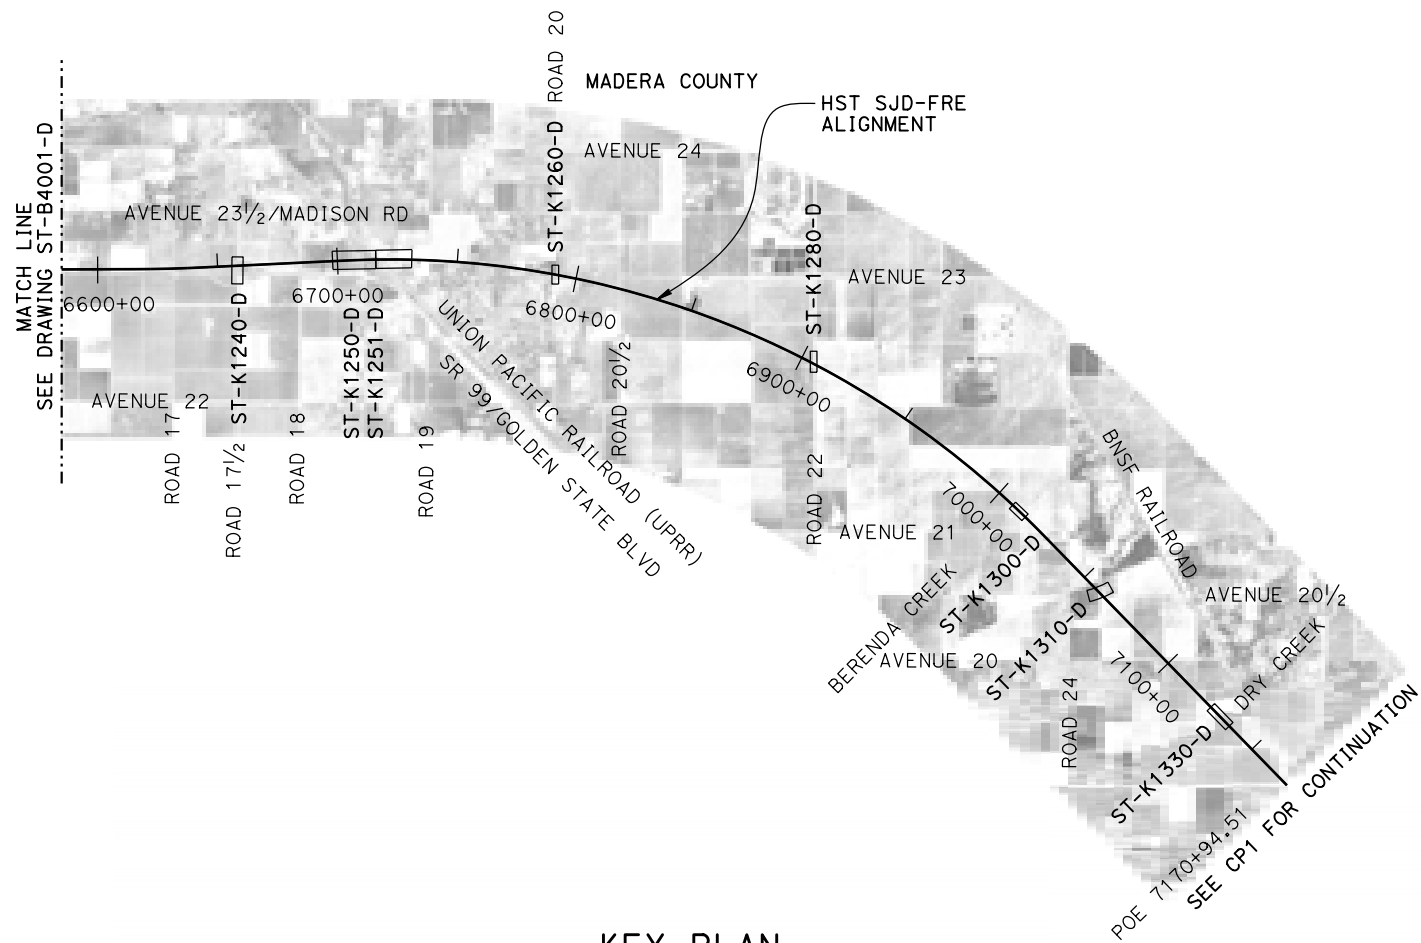 ROAD 20
MADERA COUNTY
HST SJD-FRE
ALIGNMENT
ST-K1260-D
AVENUE 24
MATCH LINE
SEE DRAWING ST-B4001-D
AVENUE 23½/MADISON RD
ST-K1280-D
AVENUE 23
6600+00
6700+00
6800+00
6900+00
ST-K1240-D
ST-K1250-D
ST-K1251-D
AVENUE 22
ROAD 17
ROAD 17½
ROAD 18
ROAD 19
UNION PACIFIC RAILROAD (UPRR)
SR 99/GOLDEN STATE BLVD
ROAD 20½
ROAD 22
BNSF RAILROAD
7000+00
AVENUE 21
ST-K1300-D
BERENDA CREEK
AVENUE 20½
AVENUE 20
ST-K1310-D
7100+00
ROAD 24
DRY CREEK
ST-K1330-D
POE 7170+94.51
SEE CP1 FOR CONTINUATION
KEY PLAN